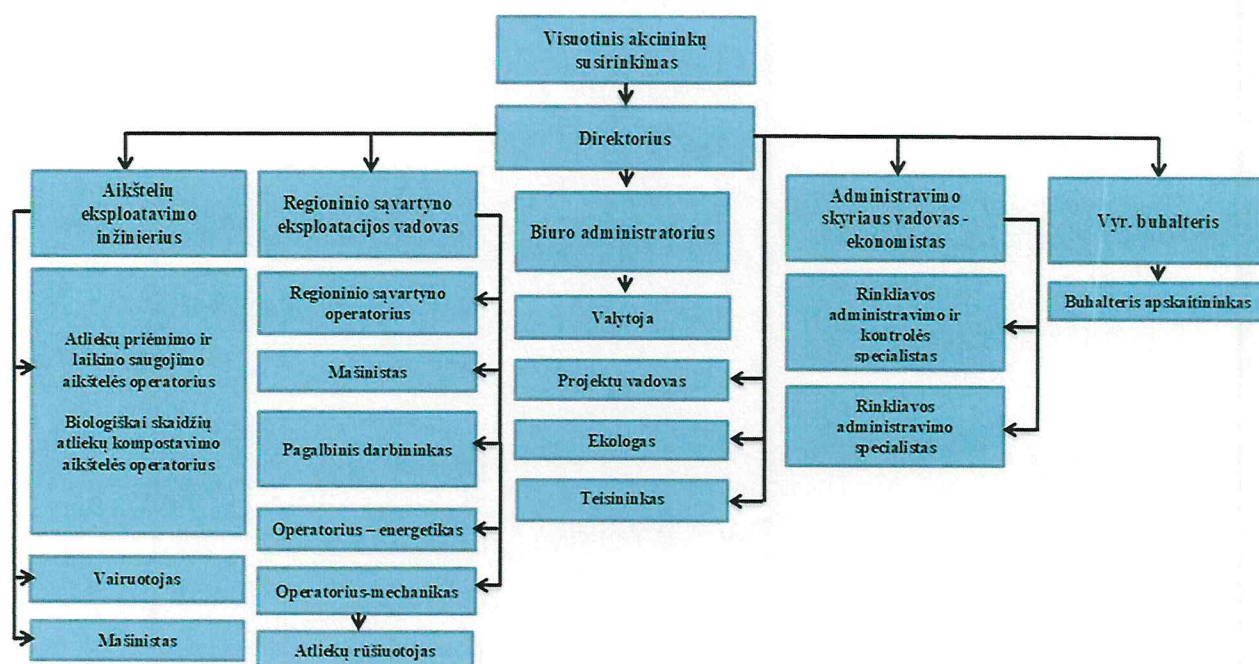 Visuotinis akcininkų
susirinkimas
Direktorius
Aikštelių
eksploatavimo
inžinierius
Atliekų priėmimo ir
laikino saugojimo
aikštelės operatorius
Biologiškai skaidžių
atliekų kompostavimo
aikštelės operatorius
Vairuotojas
Mašinistas
Regioninio sąvartyno
eksploatacijos vadovas
Regioninio sąvartyno
operatorius
Mašinistas
Pagalbinis darbininkas
Operatorius – energetikas
Operatorius-mechanikas
Atliekų rūšiuotojas
Biuro administratorius
Valytoja
Projektų vadovas
Ekologas
Teisininkas
Administravimo
skyriaus vadovas -
ekonomistas
Rinkliavos
administravimo ir
kontrolės
specialistas
Rinkliavos
administravimo
specialistas
Vyr. buhalteris
Buhalteris apskaitininkas